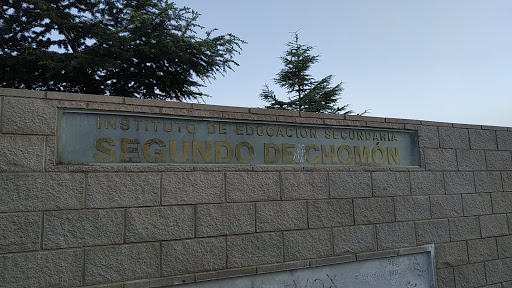 INSTITUTO DE EDUCACIÓN SECUNDARIA
SEGUNDO DE CHOMÓN